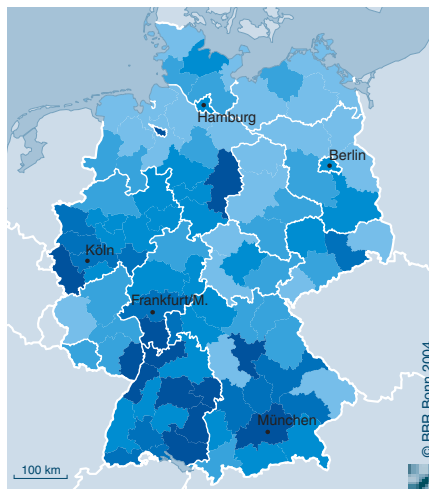 Hamburg
Berlin
Köln
Frankfurt/M.
München
100 km
© BBR Bonn 2004